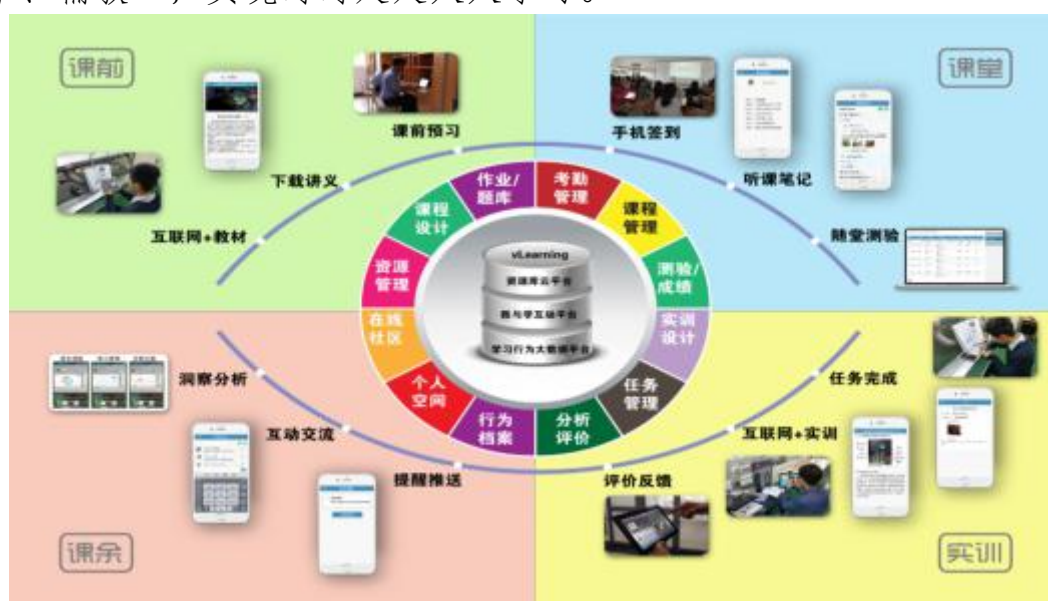 课前
课前预习
下载讲义
互联网+教材
课堂
手机签到
听课笔记
随堂测验
作业/
题库
考勤
管理
课程
设计
课程
管理
资源
管理
测验/
成绩
在线
社区
实训
设计
个人
空间
任务
管理
行为
档案
分析
评价
vLearning
资源库云平台
教与学互动平台
学习行为大数据平台
洞察分析
互动交流
提醒推送
课余
任务完成
互联网+实训
评价反馈
实训